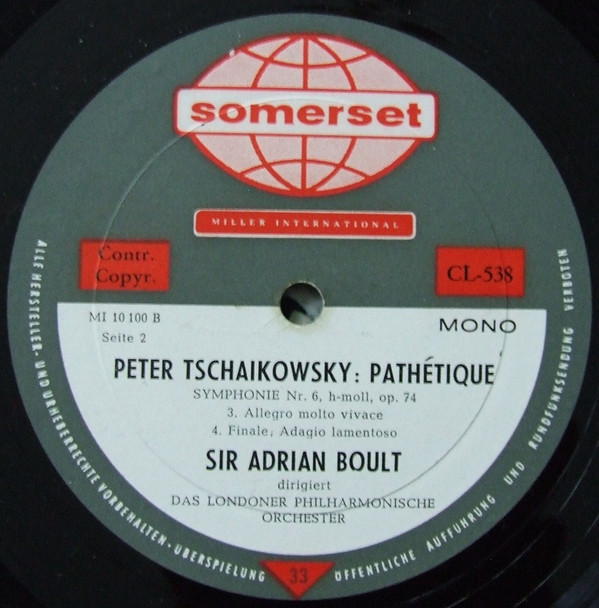 somerset
MILLER INTERNATIONAL
Contr.
Copyr.
CL-538
MI 10 100 B
Seite 2
MONO
PETER TSCHAIKOWSKY: PATHÉTIQUE
SYMPHONIE Nr. 6, h-moll, op. 74
3. Allegro molto vivace
4. Finale, Adagio lamentoso
SIR ADRIAN BOULT
dirigiert
DAS LONDONER PHILHARMONISCHE
ORCHESTER
ALLE HERSTELLER- UND URHEBERRECHTE VORBEHALTEN - ÜBERSPIELUNG
33
ÖFFENTLICHE AUFFÜHRUNG UND RUNDFUNKSENDUNG VERBOTEN